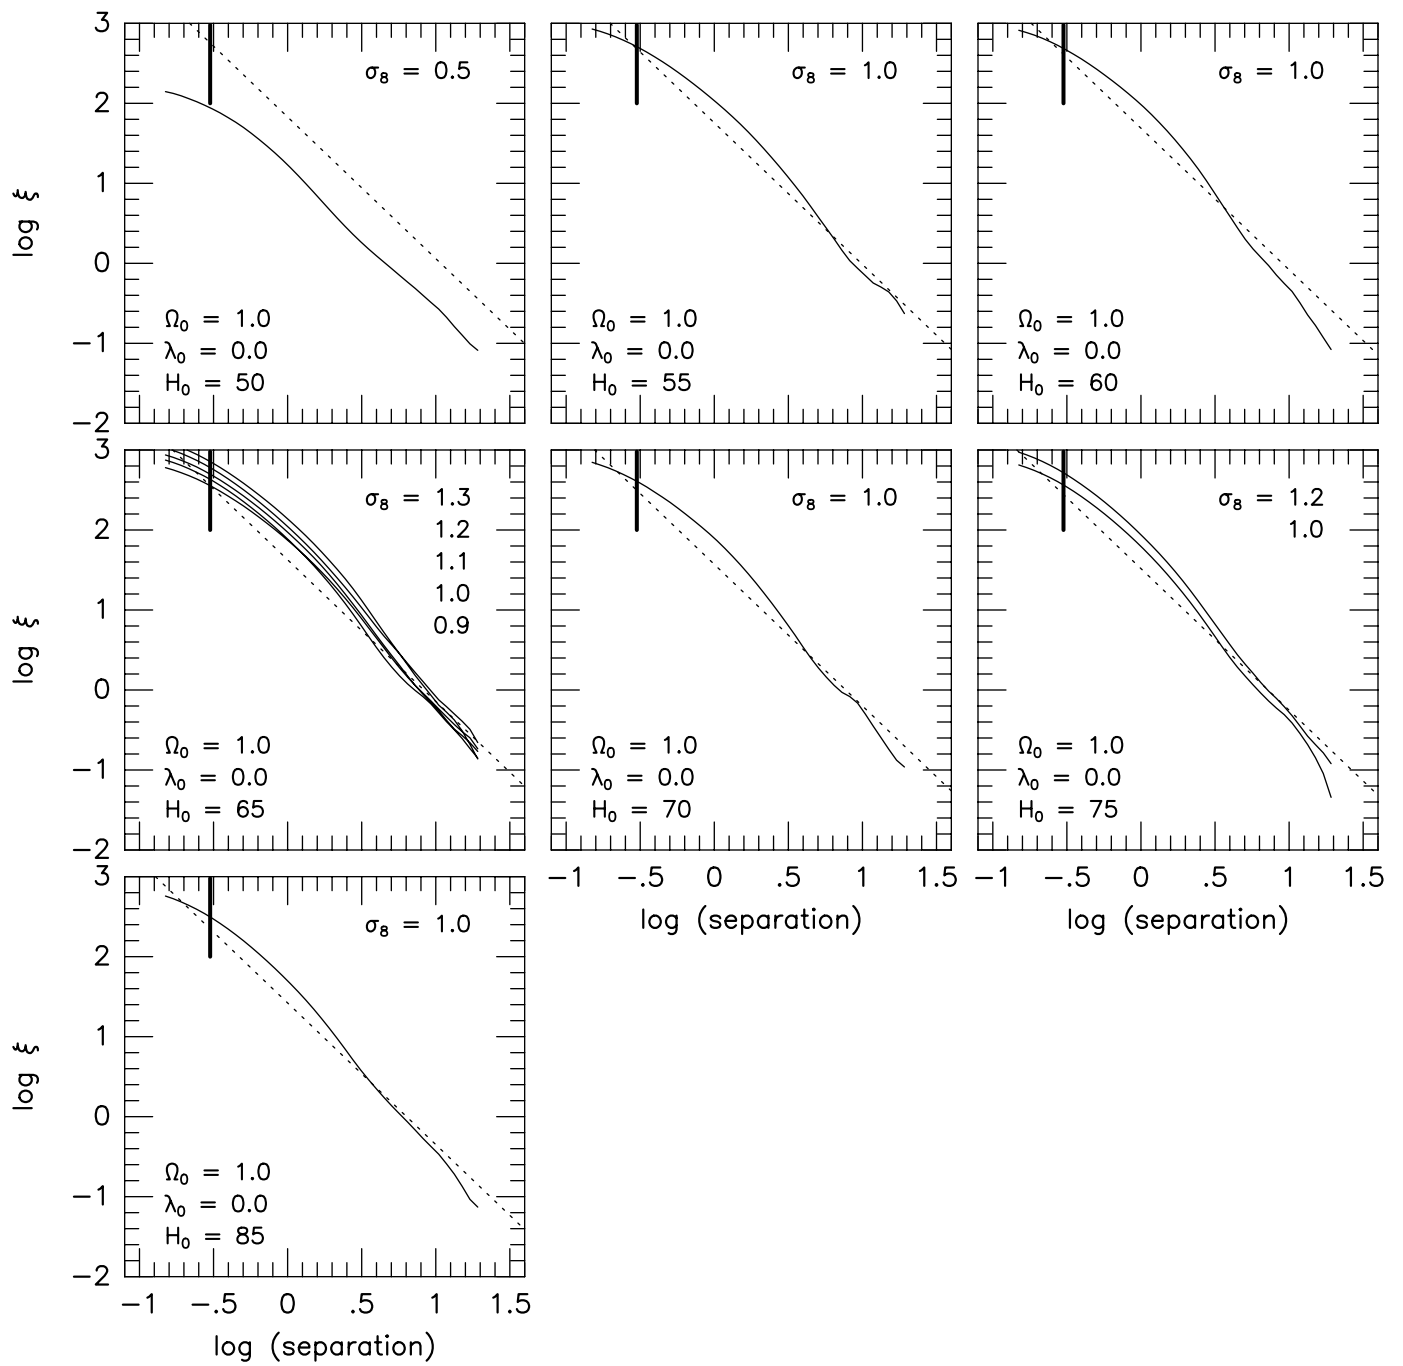 3
2
1
0
−1
−2
log ξ
σ₈ = 0.5
Ω₀ = 1.0
λ₀ = 0.0
H₀ = 50
σ₈ = 1.0
Ω₀ = 1.0
λ₀ = 0.0
H₀ = 55
σ₈ = 1.0
Ω₀ = 1.0
λ₀ = 0.0
H₀ = 60
3
2
1
0
−1
−2
log ξ
σ₈ = 1.3
1.2
1.1
1.0
0.9
Ω₀ = 1.0
λ₀ = 0.0
H₀ = 65
σ₈ = 1.0
Ω₀ = 1.0
λ₀ = 0.0
H₀ = 70
−1 −.5 0 .5 1 1.5
log (separation)
σ₈ = 1.2
1.0
Ω₀ = 1.0
λ₀ = 0.0
H₀ = 75
−1 −.5 0 .5 1 1.5
log (separation)
3
2
1
0
−1
−2
log ξ
σ₈ = 1.0
Ω₀ = 1.0
λ₀ = 0.0
H₀ = 85
−1 −.5 0 .5 1 1.5
log (separation)